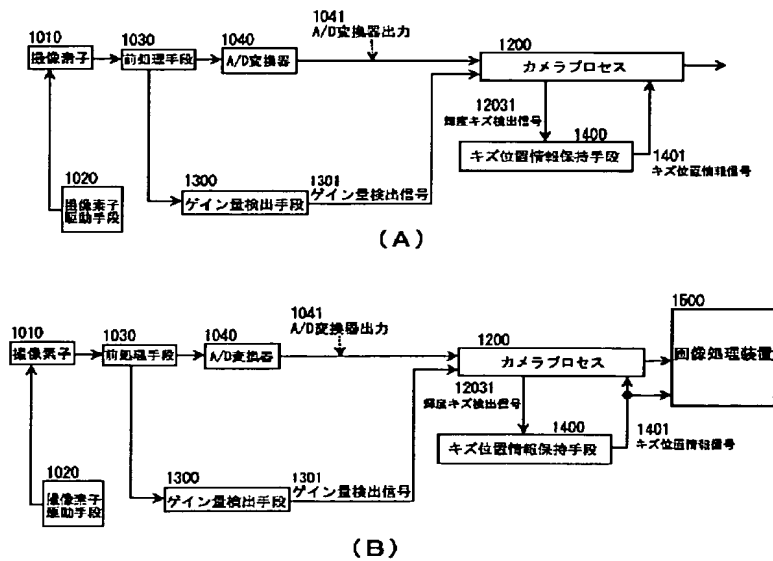 1010
撮像素子
1030
前処理手段
1040
A/D変換器
1041
A/D変換器出力
1200
カメラプロセス
12031
輝度キズ検出信号
1400
キズ位置情報保持手段
1401
キズ位置情報信号
1020
撮像素子
駆動手段
1300
ゲイン量検出手段
1301
ゲイン量検出信号
(A)
1010
撮像素子
1030
前処理手段
1040
A/D変換器
1041
A/D変換器出力
1200
カメラプロセス
1500
画像処理装置
12031
輝度キズ検出信号
1400
キズ位置情報保持手段
1401
キズ位置情報信号
1020
撮像素子
駆動手段
1300
ゲイン量検出手段
1301
ゲイン量検出信号
(B)